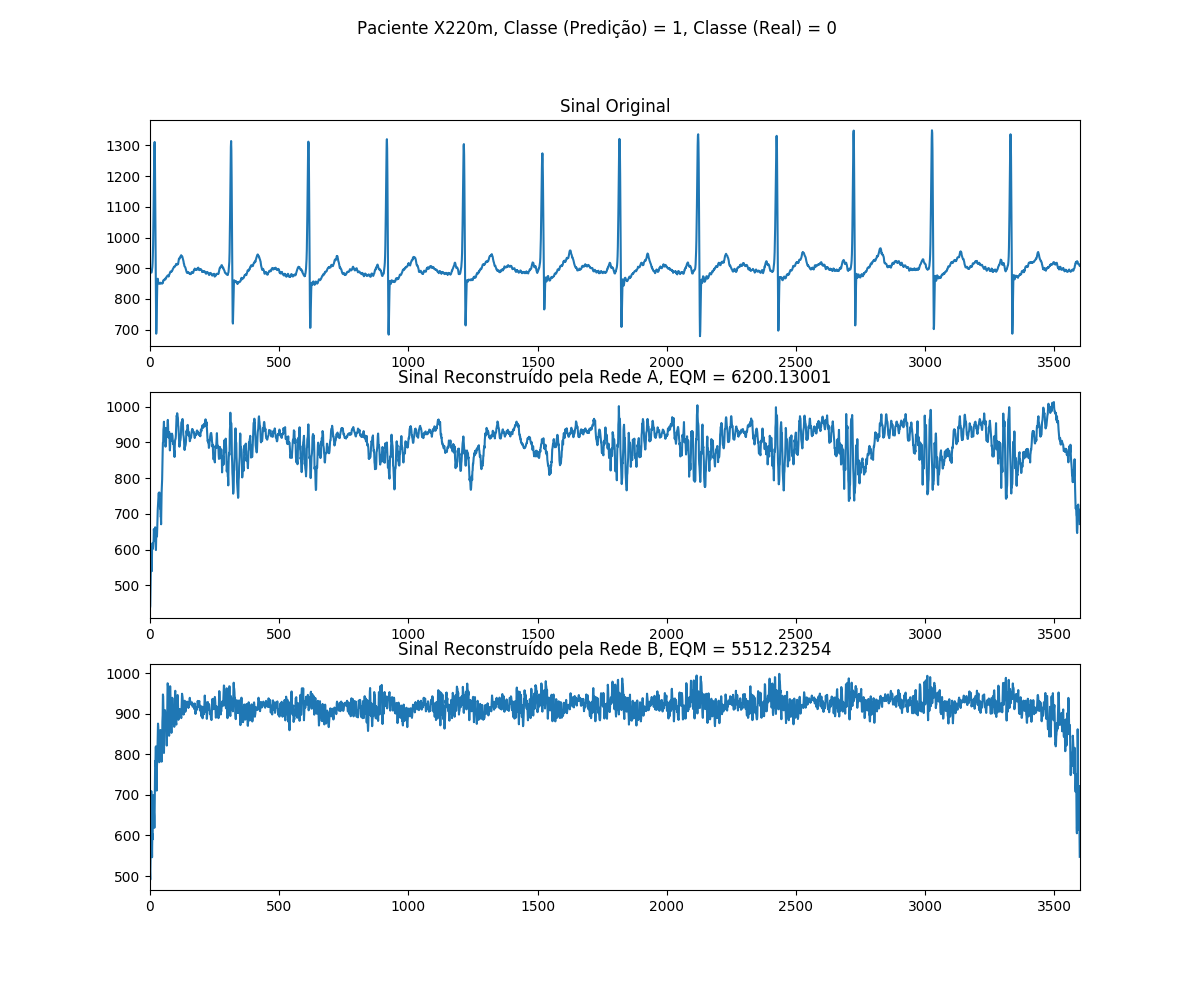 Paciente X220m, Classe (Predição) = 1, Classe (Real) = 0
Sinal Original
1300
1200
1100
1000
900
800
700
0 500 1000 1500 2000 2500 3000 3500
Sinal Reconstruído pela Rede A, EQM = 6200.13001
1000
900
800
700
600
500
0 500 1000 1500 2000 2500 3000 3500
Sinal Reconstruído pela Rede B, EQM = 5512.23254
1000
900
800
700
600
500
0 500 1000 1500 2000 2500 3000 3500